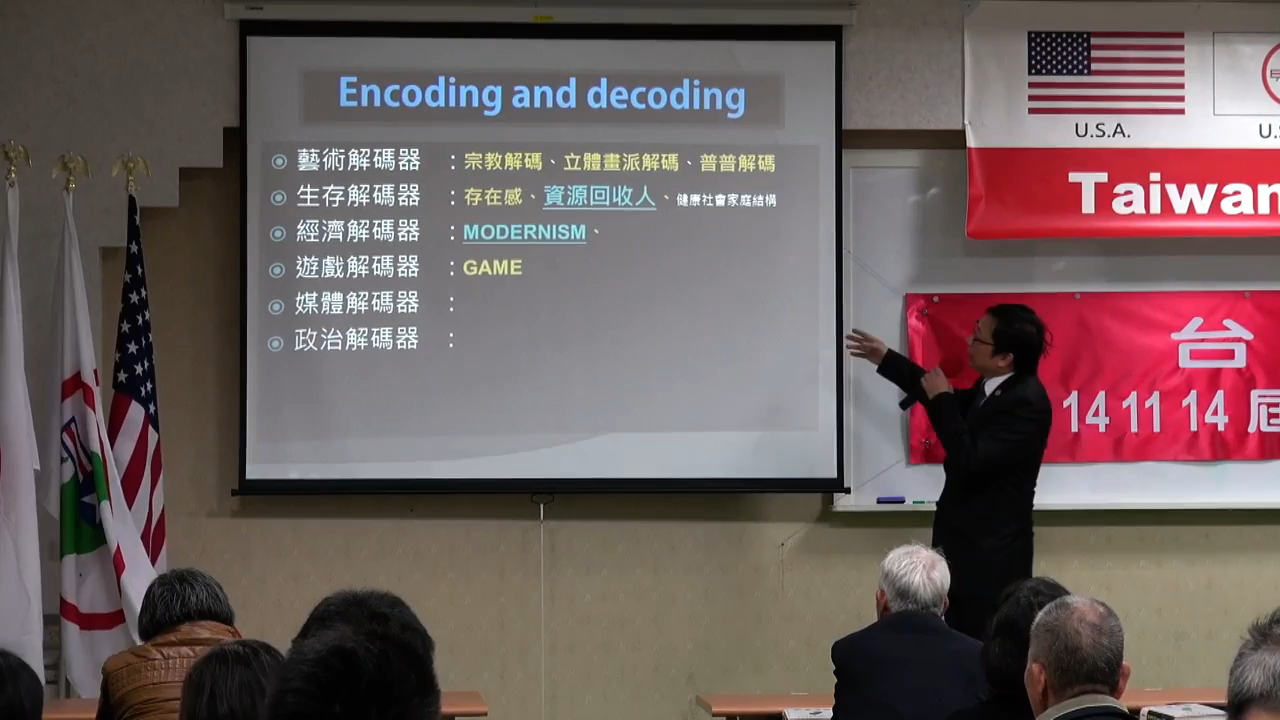 Encoding and decoding
藝術解碼器 ：宗教解碼、立體畫派解碼、普普解碼
生存解碼器 ：存在感、資源回收人、健康社會家庭結構
經濟解碼器 ：MODERNISM、
遊戲解碼器 ：GAME
媒體解碼器 ：
政治解碼器 ：
U.S.A.
U.S
Taiwan
台
14 11 14 屆